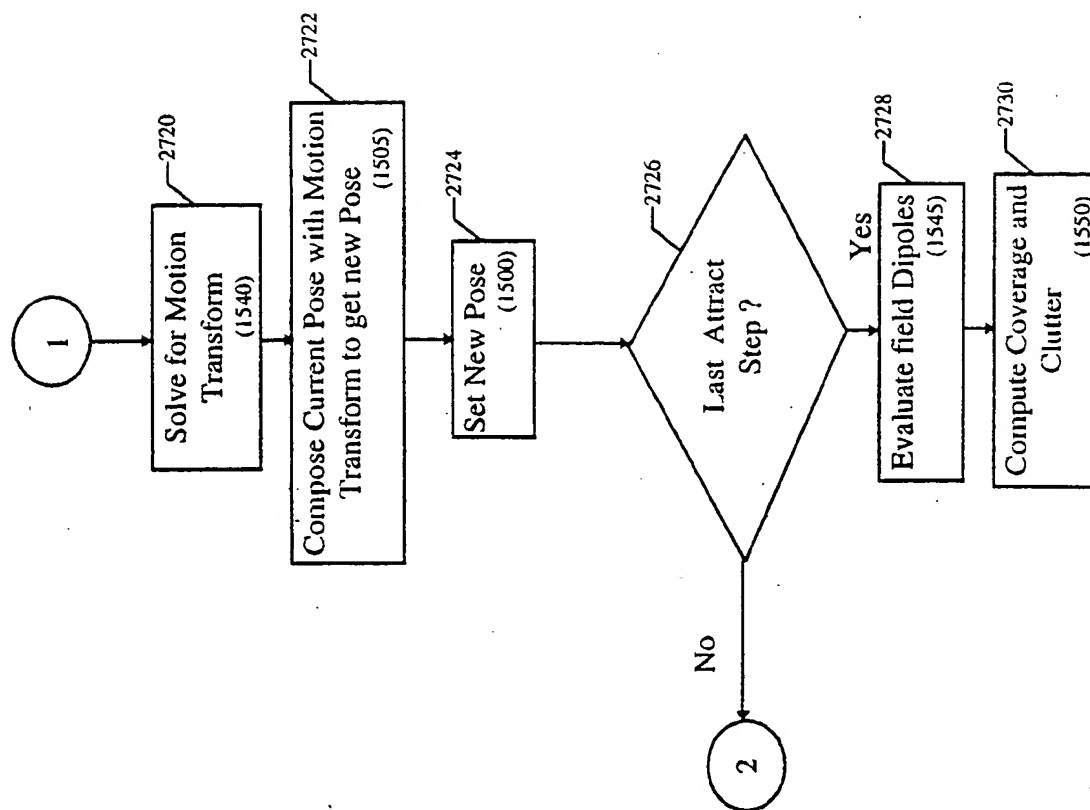 1
2720
Solve for Motion
Transform
(1540)
2722
Compose Current Pose with Motion
Transform to get new Pose
(1505)
2724
Set New Pose
(1500)
2726
Last Attract
Step ?
No
2
Yes
2728
Evaluate field Dipoles
(1545)
2730
Compute Coverage and
Clutter
(1550)